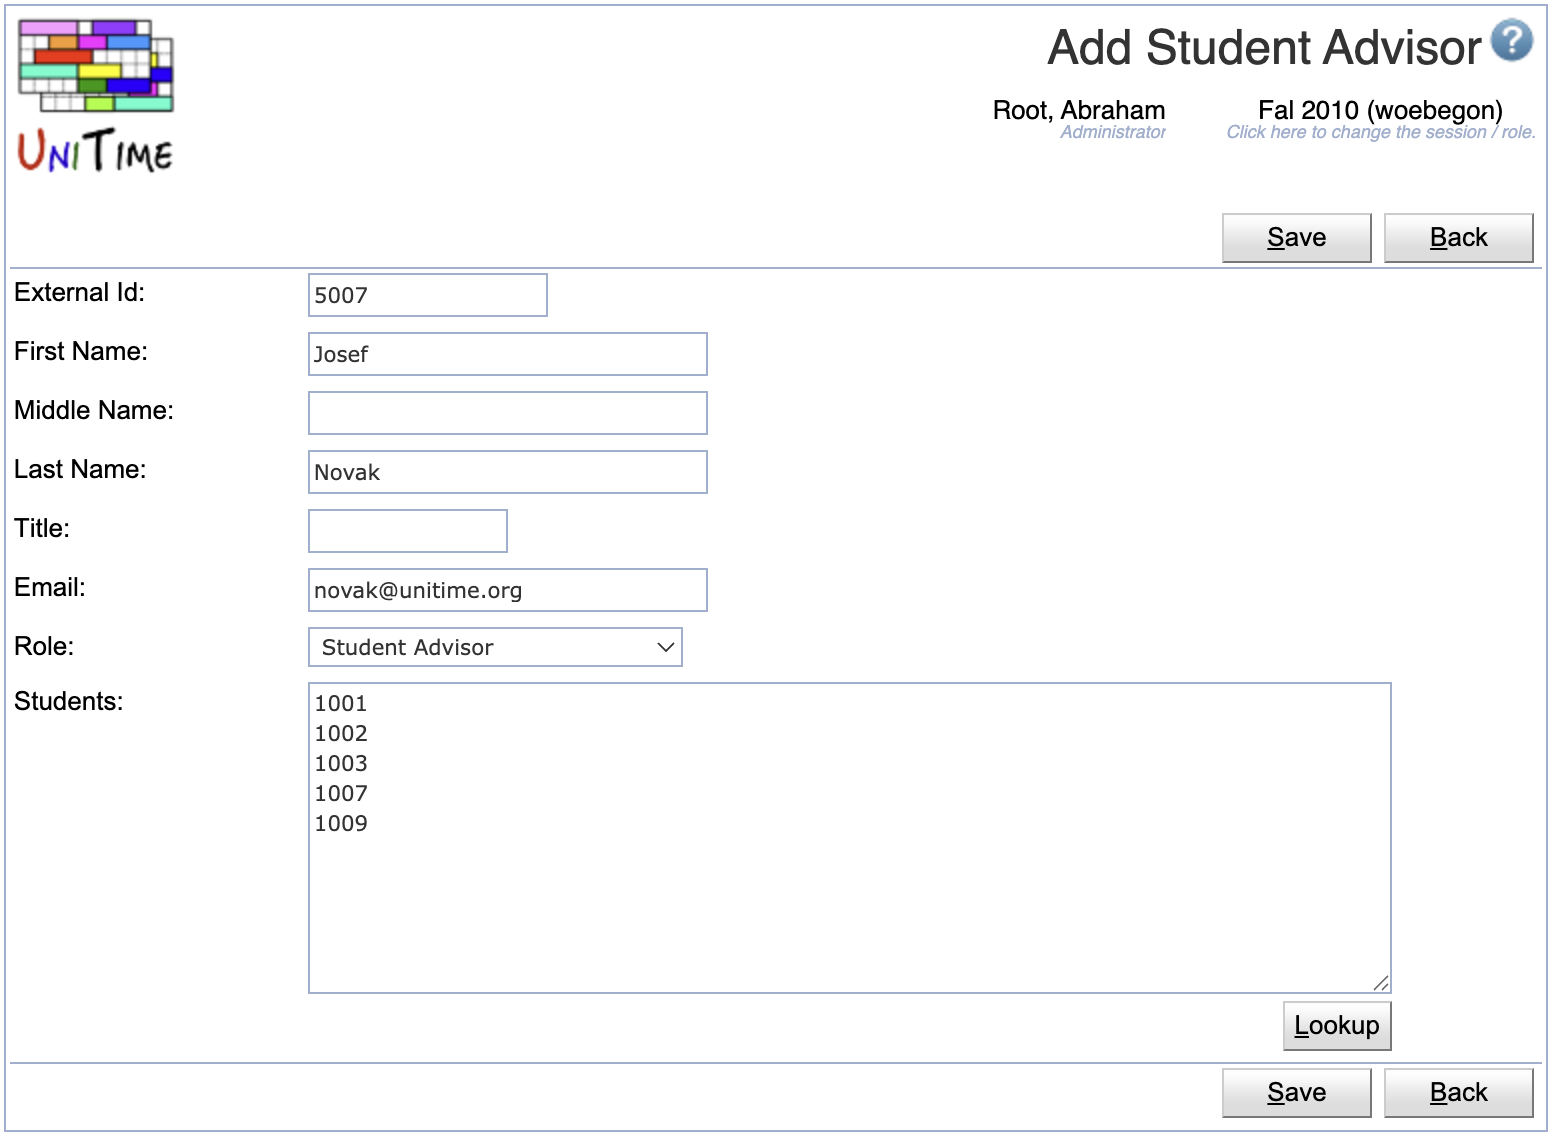 Add Student Advisor ?
UNITIME
Root, Abraham
Administrator
Fal 2010 (woebegon)
Click here to change the session / role.
Save Back
External Id: 5007
First Name: Josef
Middle Name:
Last Name: Novak
Title:
Email: novak@unitime.org
Role: Student Advisor
Students: 1001
1002
1003
1007
1009
Lookup
Save Back